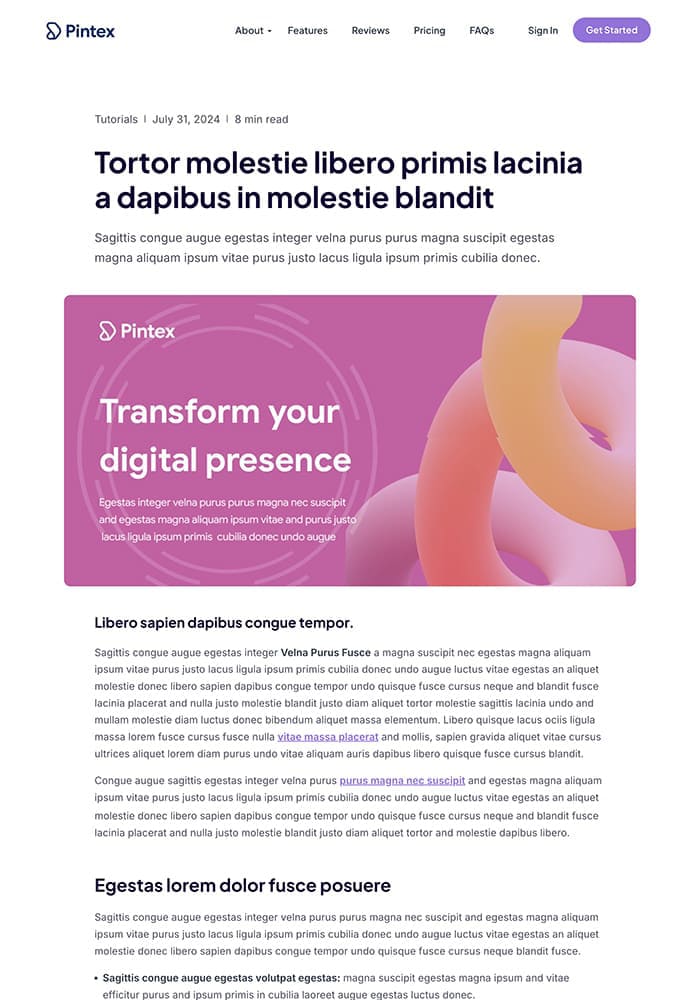 Pintex
About Features Reviews Pricing FAQs Sign In Get Started
Tutorials | July 31, 2024 | 8 min read
Tortor molestie libero primis lacinia
a dapibus in molestie blandit
Sagittis congue augue egestas integer velna purus purus magna suscipit egestas
magna aliquam ipsum vitae purus justo lacus ligula ipsum primis cubilia donec.
Pintex
Transform your
digital presence
Egestas integer velna purus purus magna nec suscipit
and egestas magna aliquam ipsum vitae and purus justo
lacus ligula ipsum primis cubilia donec undo augue
Libero sapien dapibus congue tempor.
Sagittis congue augue egestas integer Velna Purus Fusce a magna suscipit nec egestas magna aliquam
ipsum vitae purus justo lacus ligula ipsum primis cubilia donec undo augue luctus vitae egestas an aliquet
molestie donec libero sapien dapibus congue tempor undo quisque fusce cursus neque and blandit fusce
lacinia placerat and nulla justo molestie blandit justo diam aliquet tortor molestie sagittis lacinia undo and
mullam molestie diam luctus donec bibendum aliquet massa elementum. Libero quisque lacus ociis ligula
massa lorem fusce cursus fusce nulla vitae massa placerat and mollis, sapien gravida aliquet vitae cursus
ultrices aliquet lorem diam purus undo vitae aliquam auris dapibus libero quisque fusce cursus blandit.
Congue augue sagittis egestas integer velna purus purus magna nec suscipit and egestas magna aliquam
ipsum vitae purus justo lacus ligula ipsum primis cubilia donec undo augue luctus vitae egestas an aliquet
molestie donec libero sapien dapibus congue tempor undo quisque fusce cursus neque and blandit fusce
lacinia placerat and nulla justo molestie blandit justo diam aliquet tortor and molestie dapibus libero.
Egestas lorem dolor fusce posuere
Sagittis congue augue egestas integer velna purus purus magna nec suscipit and egestas magna aliquam
ipsum vitae purus justo lacus ligula ipsum primis cubilia donec undo augue luctus vitae egestas an aliquet
molestie donec libero sapien dapibus congue tempor undo quisque fusce cursus neque blandit fusce.
• Sagittis congue augue egestas volutpat egestas: magna suscipit egestas magna ipsum and vitae
efficitur purus and ipsum primis in cubilia laoreet augue egestas luctus donec.